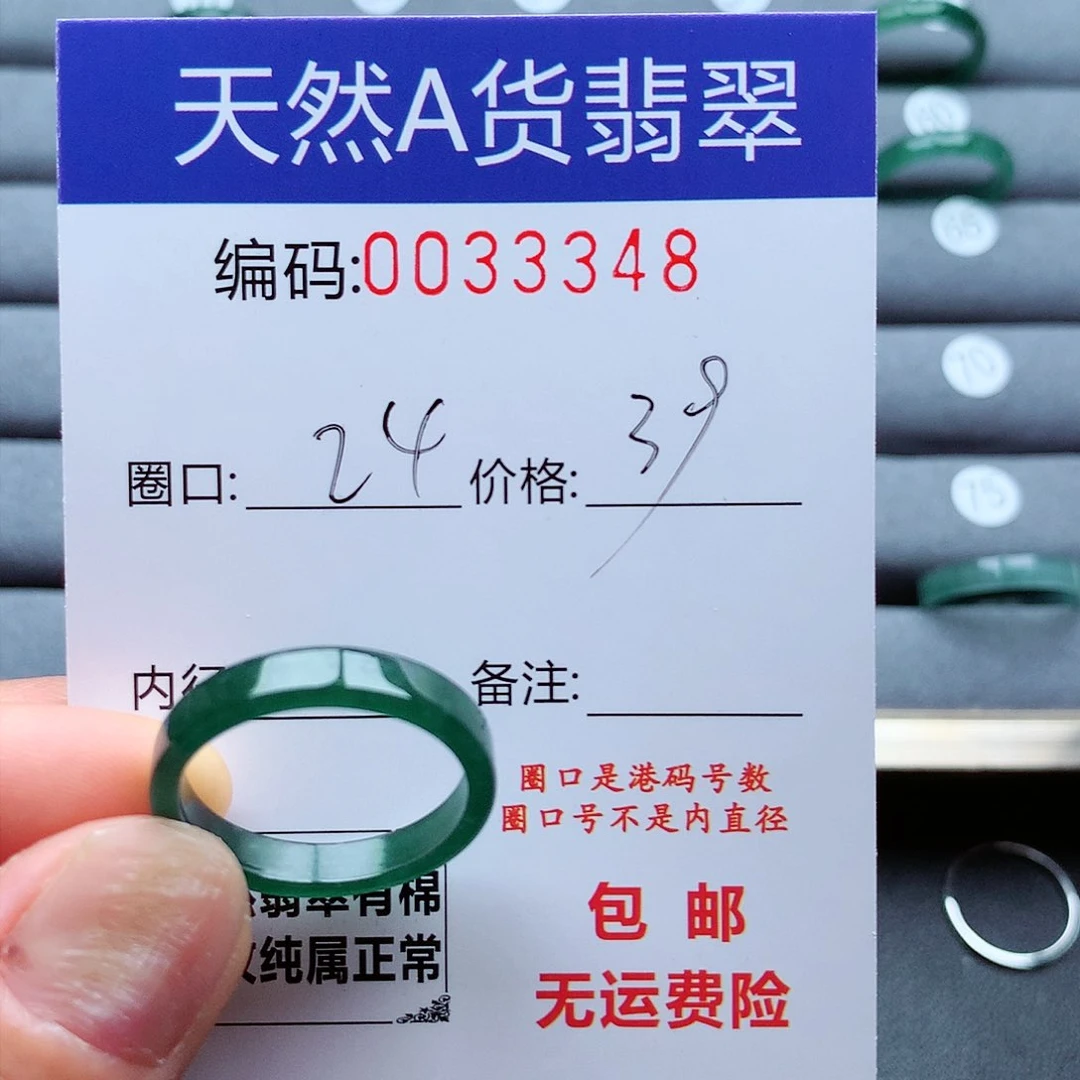 天然A货翡翠
编码:0033348
圈口: 24 价格: 39
备注:
圈口是港码号数
圈口号不是内直径
翡翠有棉
纯属正常
包邮
无运费险
70
75